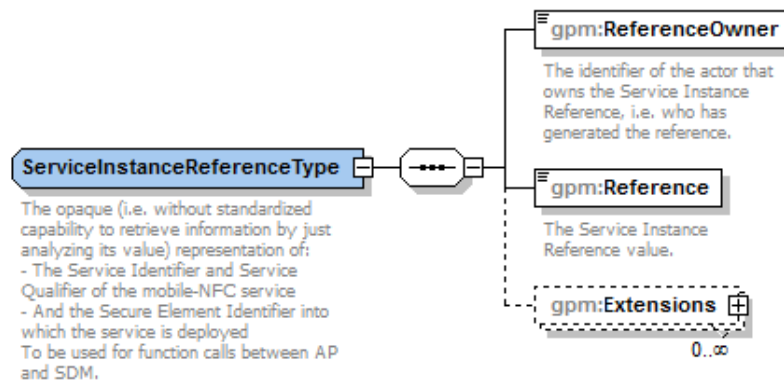 gpm:ReferenceOwner
The identifier of the actor that
owns the Service Instance
Reference, i.e. who has
generated the reference.
ServiceInstanceReferenceType
The opaque (i.e. without standardized
capability to retrieve information by just
analyzing its value) representation of:
- The Service Identifier and Service
Qualifier of the mobile-NFC service
- And the Secure Element Identifier into
which the service is deployed
To be used for function calls between AP
and SDM.
gpm:Reference
The Service Instance
Reference value.
gpm:Extensions
0..∞